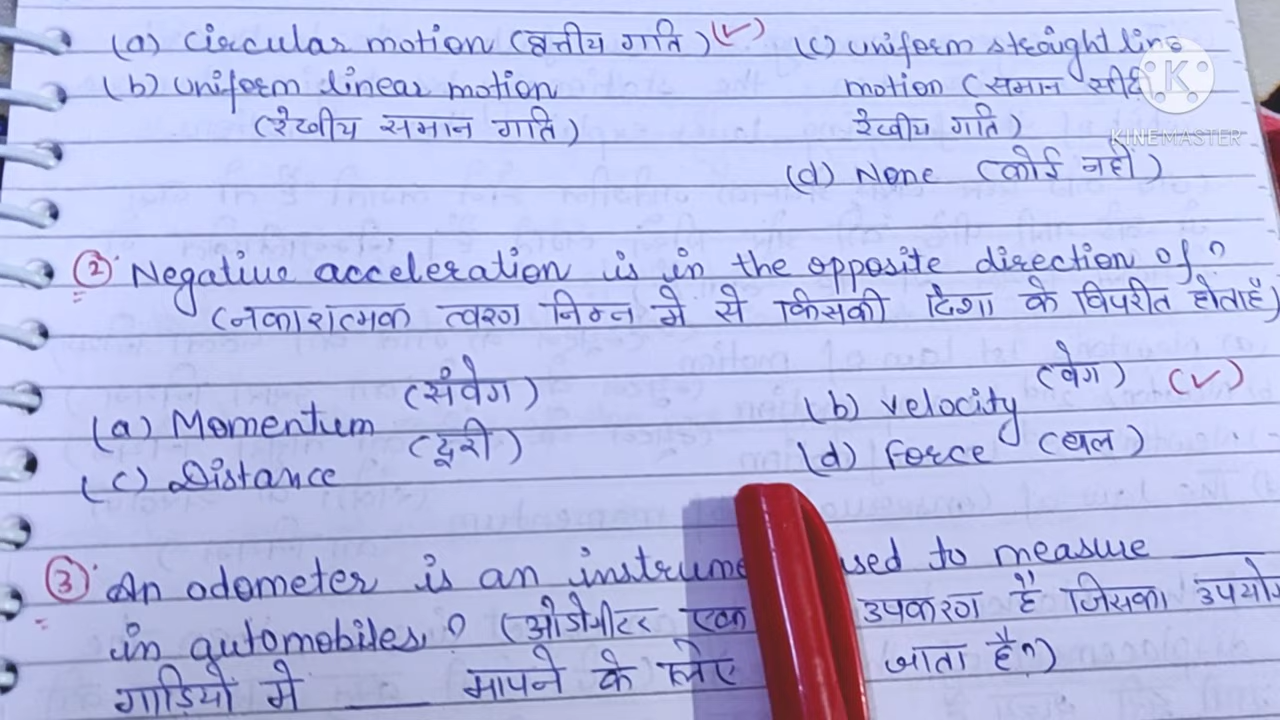 (a) circular motion (वृत्तीय गति) (✓)
(c) uniform straight line
motion (समान सीधी
रेखीय गति)
(b) uniform linear motion
(रेखीय समान गति)
(d) None (कोई नहीं)
KINEMASTER
② Negative acceleration is in the opposite direction of?
(नकारात्मक त्वरण निम्न में से किसकी दिशा के विपरीत होता है)
(a) Momentum (संवेग)
(b) velocity (वेग) (✓)
(c) Distance (दूरी)
(d) Force (बल)
③ An odometer is an instrume used to measure ____
in automobiles? (ओडोमीटर एक उपकरण है जिसका उपयोग
गाड़ियों में ____ मापने के लिए जाता है?)